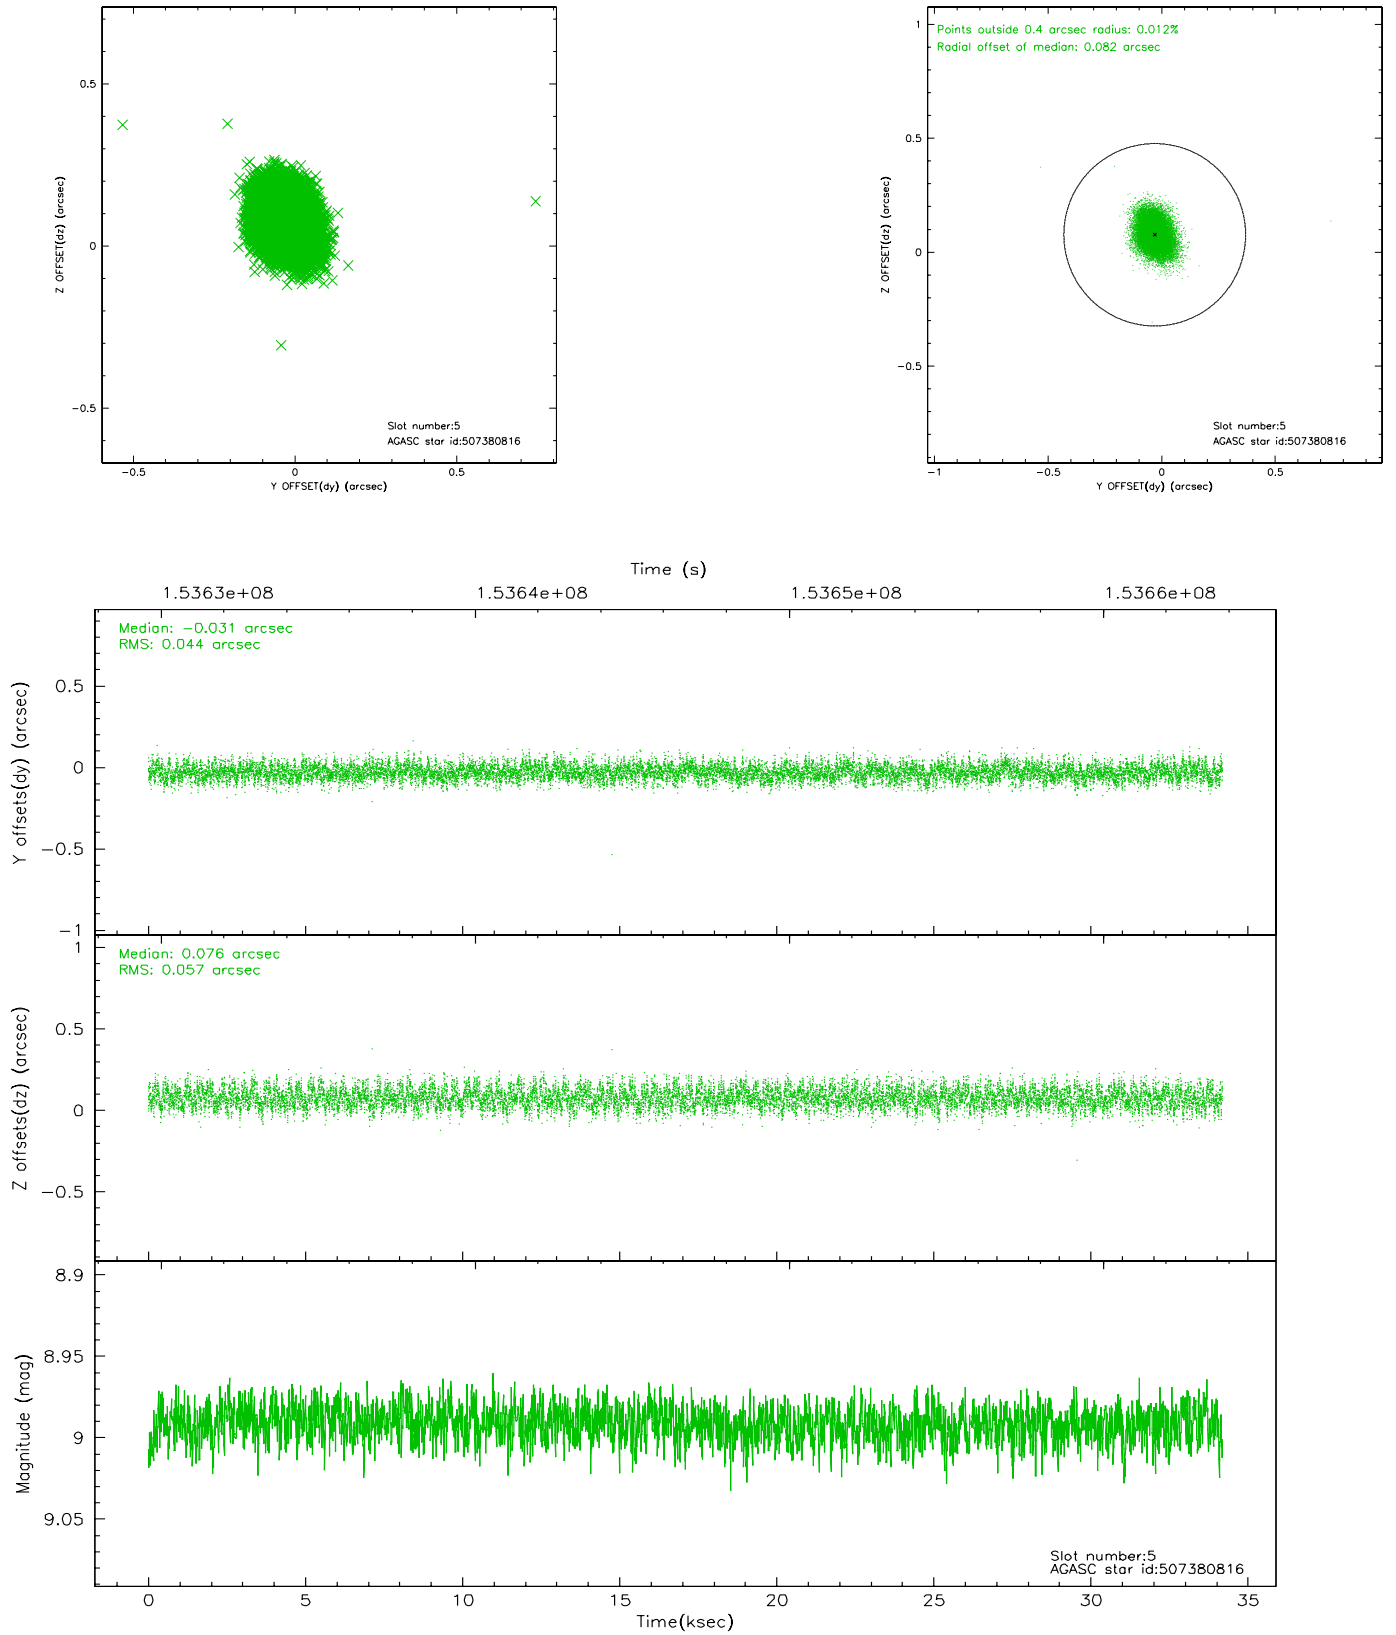 0.5
0
−0.5
Z OFFSET(dz) (arcsec)
Slot number:5
AGASC star id:507380816
−0.5
0
0.5
Y OFFSET(dy) (arcsec)
Points outside 0.4 arcsec radius: 0.012%
Radial offset of median: 0.082 arcsec
1
0.5
0
−0.5
Z OFFSET(dz) (arcsec)
Slot number:5
AGASC star id:507380816
−1
−0.5
0
0.5
Y OFFSET(dy) (arcsec)
Time (s)
1.5363e+08
1.5364e+08
1.5365e+08
1.5366e+08
Median: −0.031 arcsec
RMS: 0.044 arcsec
0.5
0
−0.5
−1
Y offsets(dy) (arcsec)
Median: 0.076 arcsec
RMS: 0.057 arcsec
1
0.5
0
−0.5
Z offsets(dz) (arcsec)
8.9
8.95
9
9.05
Magnitude (mag)
Slot number:5
AGASC star id:507380816
0
5
10
15
20
25
30
35
Time(ksec)